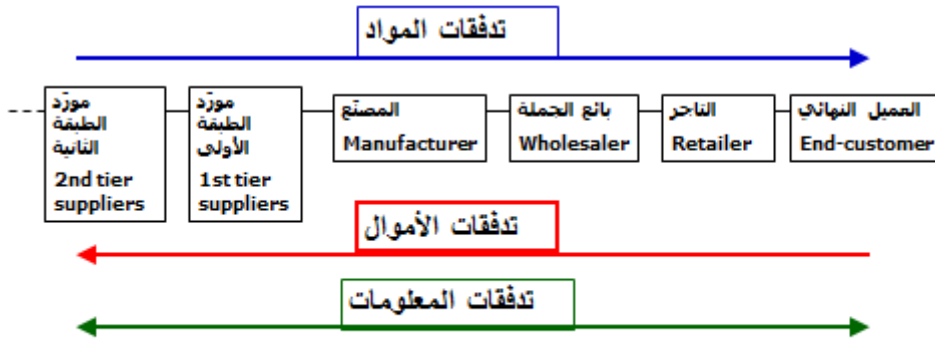 تدفقات المواد
مورّد
الطبقة
الثانية
2nd tier
suppliers
مورّد
الطبقة
الأولى
1st tier
suppliers
المصنّع
Manufacturer
بائع الجملة
Wholesaler
التاجر
Retailer
العميل النهائي
End-customer
تدفقات الأموال
تدفقات المعلومات